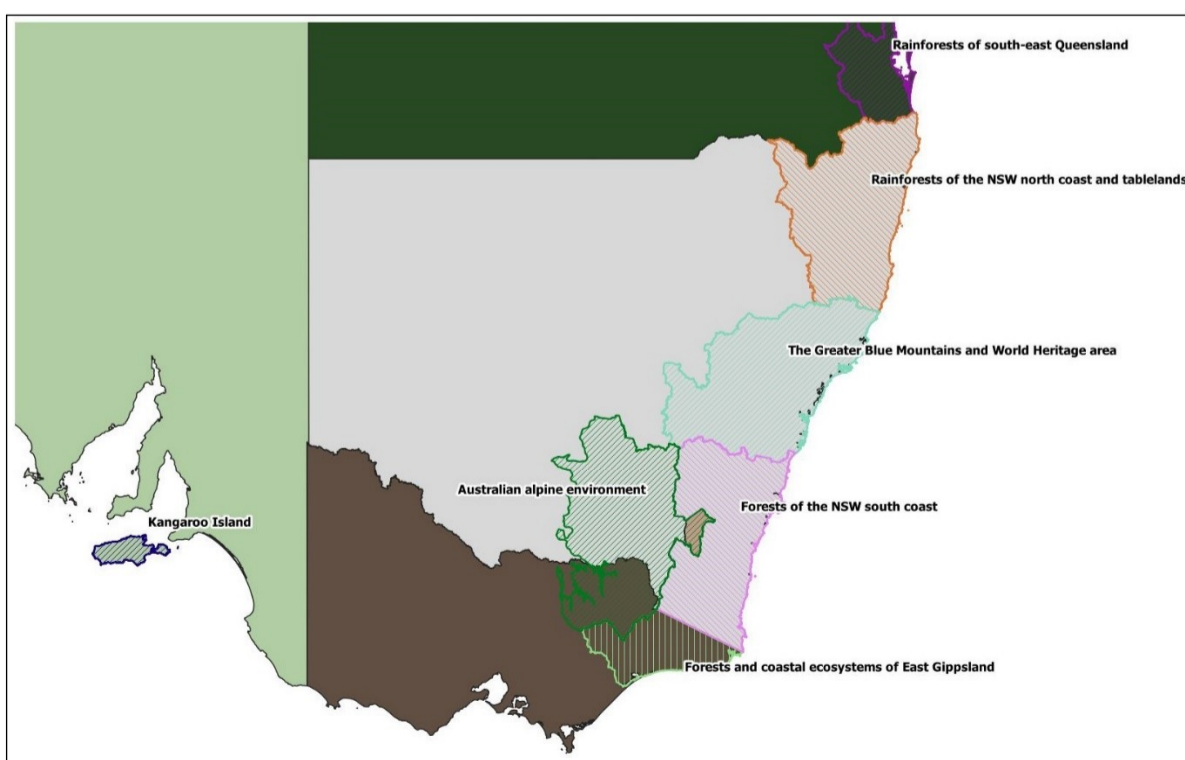 Rainforests of south-east Queensland
Rainforests of the NSW north coast and tablelands
The Greater Blue Mountains and World Heritage area
Australian alpine environment
Forests of the NSW south coast
Kangaroo Island
Forests and coastal ecosystems of East Gippsland